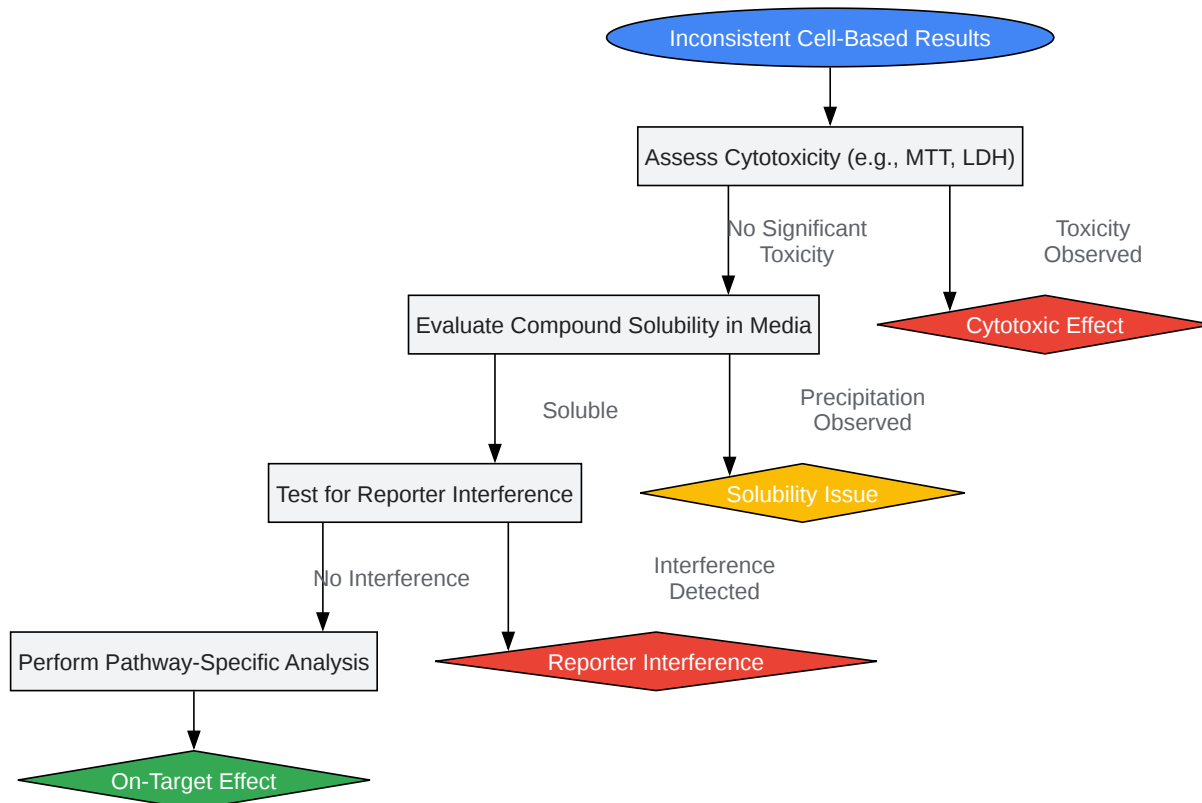 Inconsistent Cell-Based Results
Assess Cytotoxicity (e.g., MTT, LDH)
No Significant
Toxicity
Toxicity
Observed
Evaluate Compound Solubility in Media
Cytotoxic Effect
Soluble
Precipitation
Observed
Test for Reporter Interference
Solubility Issue
No Interference
Interference
Detected
Perform Pathway-Specific Analysis
Reporter Interference
On-Target Effect